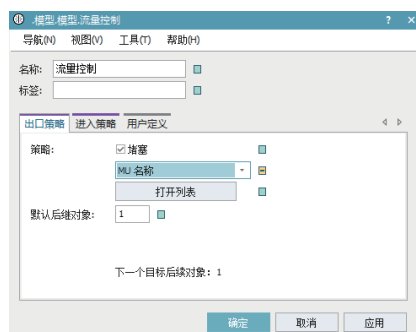 .模型.模型.流量控制 ? ×
导航(N) 视图(V) 工具(T) 帮助(H)
名称: 流量控制
标签:
出口策略 进入策略 用户定义
策略: 堵塞
MU 名称
打开列表
默认后继对象: 1
下一个目标后续对象: 1
确定 取消 应用